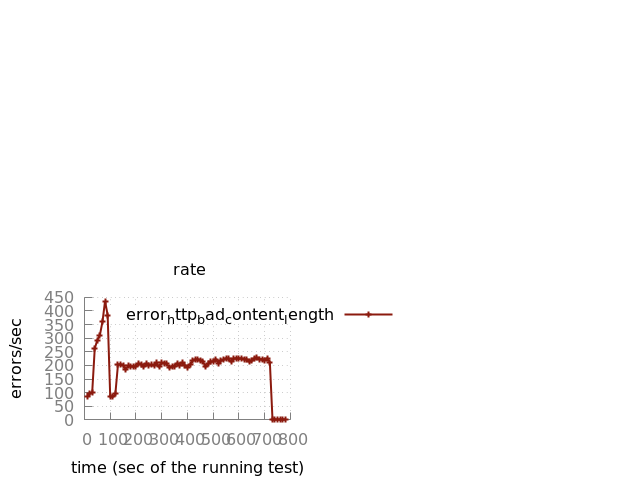 rate
450
400
350
300
250
200
150
100
50
0
errors/sec
error_http_bad_content_length
0 100 200 300 400 500 600 700 800
time (sec of the running test)